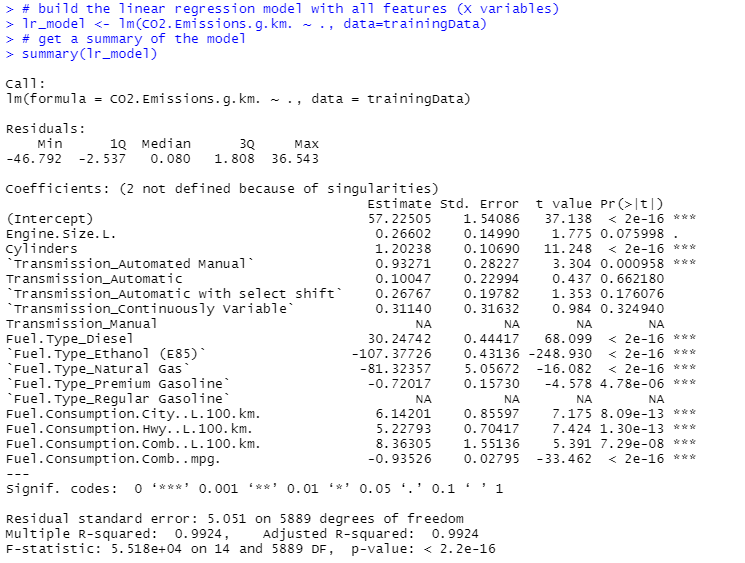 > # build the linear regression model with all features (X variables)
> lr_model <- lm(CO2.Emissions.g.km. ~ ., data=trainingData)
> # get a summary of the model
> summary(lr_model)
Call:
lm(formula = CO2.Emissions.g.km. ~ ., data = trainingData)
Residuals:
Min 1Q Median 3Q Max
-46.792 -2.537 0.080 1.808 36.543
Coefficients: (2 not defined because of singularities)
Estimate Std. Error t value Pr(>|t|)
(Intercept) 57.22505 1.54086 37.138 < 2e-16 ***
Engine.Size.L. 0.26602 0.14990 1.775 0.075998 .
Cylinders 1.20238 0.10690 11.248 < 2e-16 ***
`Transmission_Automated Manual` 0.93271 0.28227 3.304 0.000958 ***
Transmission_Automatic 0.10047 0.22994 0.437 0.662180
`Transmission_Automatic with select shift` 0.26767 0.19782 1.353 0.176076
`Transmission_Continuously Variable` 0.31140 0.31632 0.984 0.324940
Transmission_Manual NA NA NA NA
Fuel.Type_Diesel 30.24742 0.44417 68.099 < 2e-16 ***
`Fuel.Type_Ethanol (E85)` -107.37726 0.43136 -248.930 < 2e-16 ***
`Fuel.Type_Natural Gas` -81.32357 5.05672 -16.082 < 2e-16 ***
`Fuel.Type_Premium Gasoline` -0.72017 0.15730 -4.578 4.78e-06 ***
`Fuel.Type_Regular Gasoline` NA NA NA NA
Fuel.Consumption.City..L.100.km. 6.14201 0.85597 7.175 8.09e-13 ***
Fuel.Consumption.Hwy..L.100.km. 5.22793 0.70417 7.424 1.30e-13 ***
Fuel.Consumption.Comb..L.100.km. 8.36305 1.55136 5.391 7.29e-08 ***
Fuel.Consumption.Comb..mpg. -0.93526 0.02795 -33.462 < 2e-16 ***
---
Signif. codes: 0 ‘***’ 0.001 ‘**’ 0.01 ‘*’ 0.05 ‘.’ 0.1 ‘ ’ 1
Residual standard error: 5.051 on 5889 degrees of freedom
Multiple R-squared: 0.9924, Adjusted R-squared: 0.9924
F-statistic: 5.518e+04 on 14 and 5889 DF, p-value: < 2.2e-16